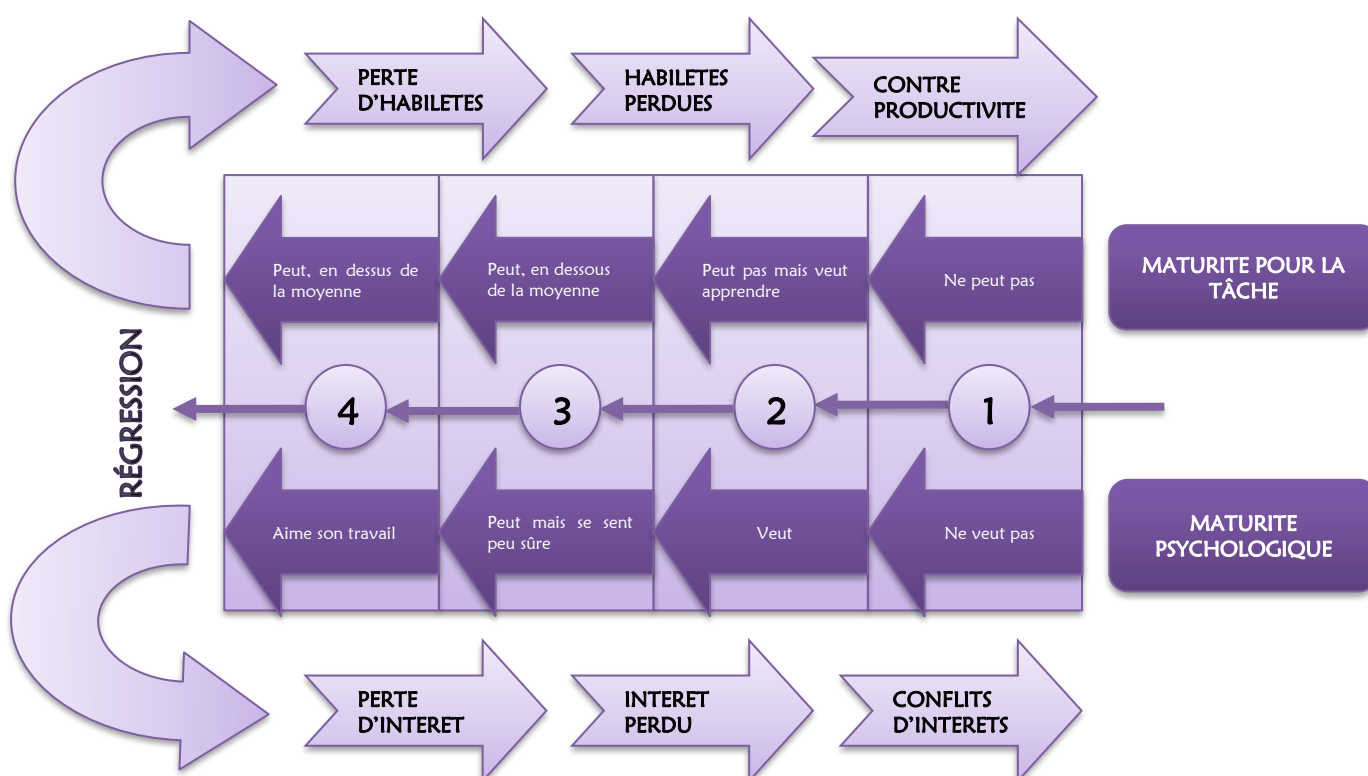 PERTE
D'HABILETES
HABILETES
PERDUES
CONTRE
PRODUCTIVITE
Peut, en dessus de
la moyenne
Peut, en dessous
de la moyenne
Peut pas mais veut
apprendre
Ne peut pas
MATURITE POUR LA
TÂCHE
RÉGRESSION
4
3
2
1
Aime son travail
Peut mais se sent
peu sûre
Veut
Ne veut pas
MATURITE
PSYCHOLOGIQUE
PERTE
D'INTERET
INTERET
PERDU
CONFLITS
D'INTERETS